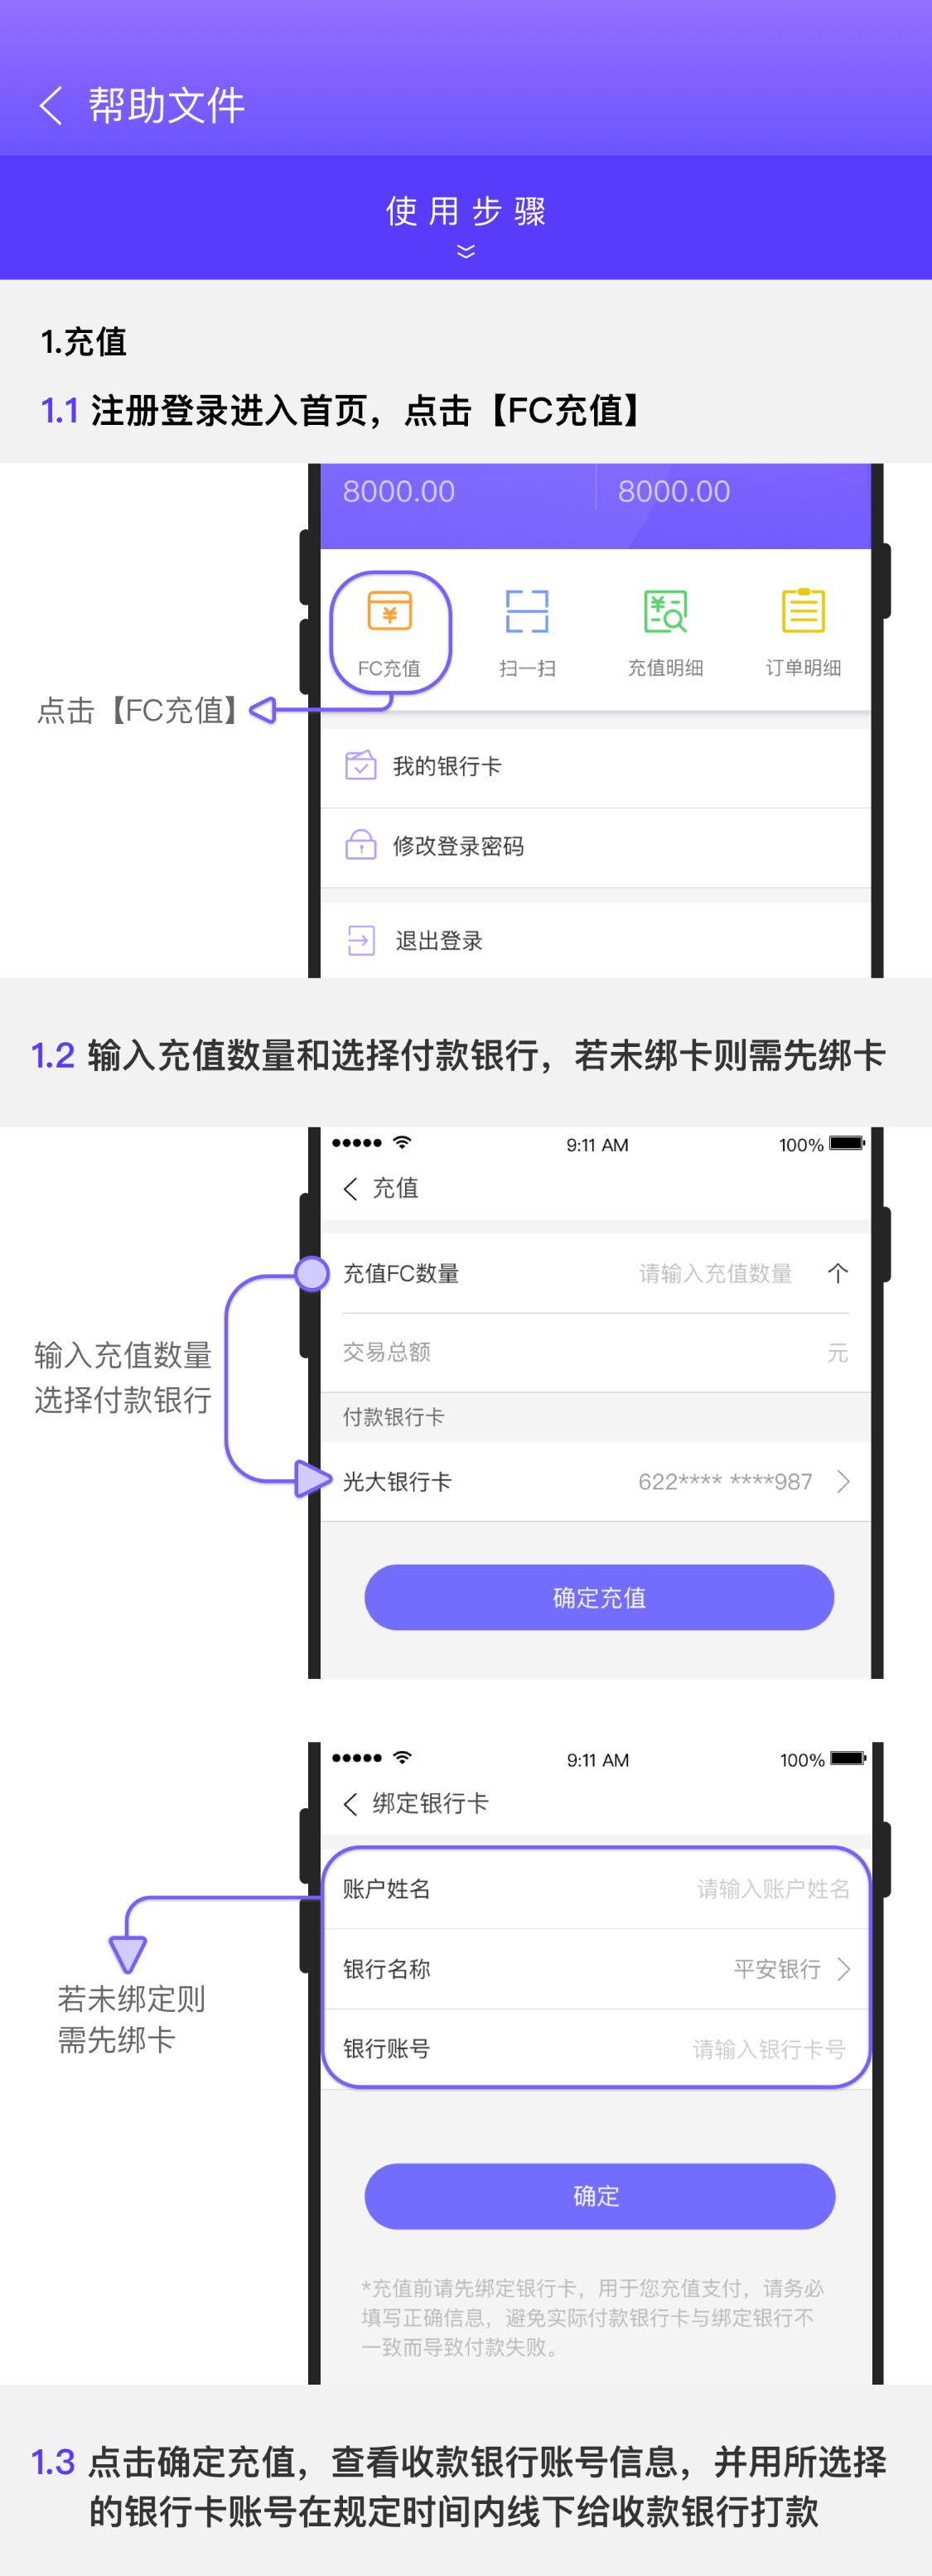 帮助文件
使用步骤
1.充值
1.1 注册登录进入首页，点击【FC充值】
8000.00 8000.00
FC充值 扫一扫 充值明细 订单明细
点击【FC充值】
我的银行卡
修改登录密码
退出登录
1.2 输入充值数量和选择付款银行，若未绑卡则需先绑卡
9:11 AM 100%
充值
充值FC数量 请输入充值数量 个
输入充值数量
选择付款银行
交易总额 元
付款银行卡
光大银行卡 622**** ****987
确定充值
9:11 AM 100%
绑定银行卡
账户姓名 请输入账户姓名
银行名称 平安银行
若未绑定则
需先绑卡
银行账号 请输入银行卡号
确定
*充值前请先绑定银行卡，用于您充值支付，请务必
填写正确信息，避免实际付款银行卡与绑定银行不
一致而导致付款失败。
1.3 点击确定充值，查看收款银行账号信息，并用所选择
的银行卡账号在规定时间内线下给收款银行打款